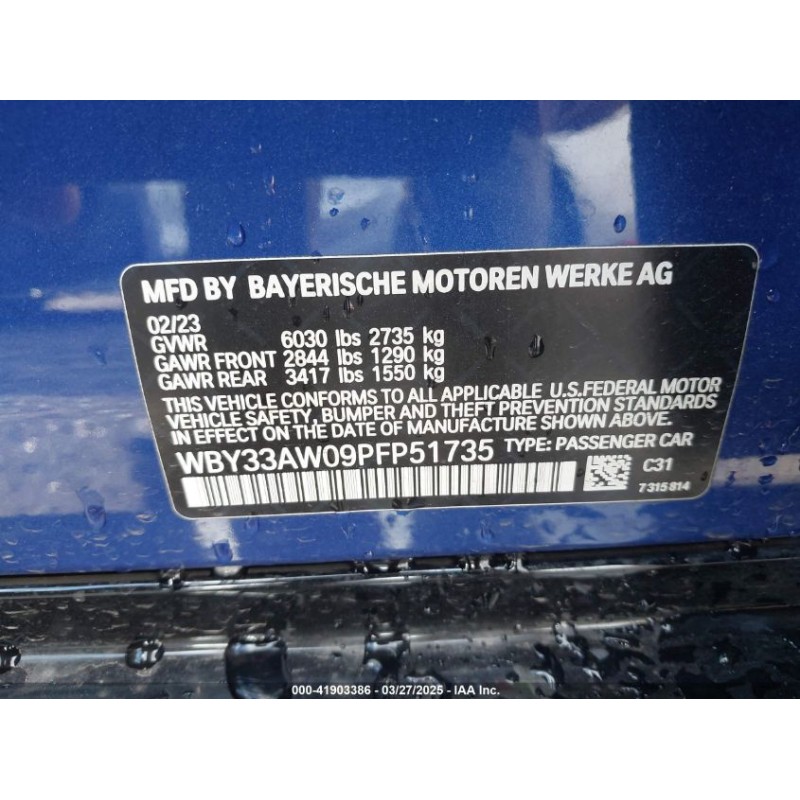 MFD BY BAYERISCHE MOTOREN WERKE AG
02/23
GVWR 6030 lbs 2735 kg
GAWR FRONT 2844 lbs 1290 kg
GAWR REAR 3417 lbs 1550 kg
THIS VEHICLE CONFORMS TO ALL APPLICABLE U.S.FEDERAL MOTOR
VEHICLE SAFETY, BUMPER AND THEFT PREVENTION STANDARDS
IN EFFECT ON THE DATE OF MANUFACTURE SHOWN ABOVE.
WBY33AW09PFP51735 TYPE: PASSENGER CAR
C31
7315814
000-41903386 - 03/27/2025 - IAA Inc.